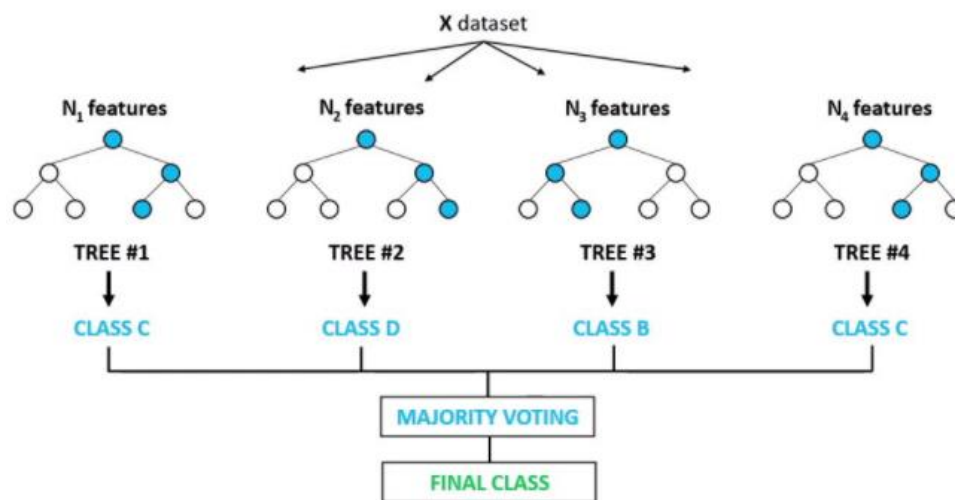 X dataset
N₁ features N₂ features N₃ features N₄ features
TREE #1 TREE #2 TREE #3 TREE #4
CLASS C CLASS D CLASS B CLASS C
MAJORITY VOTING
FINAL CLASS